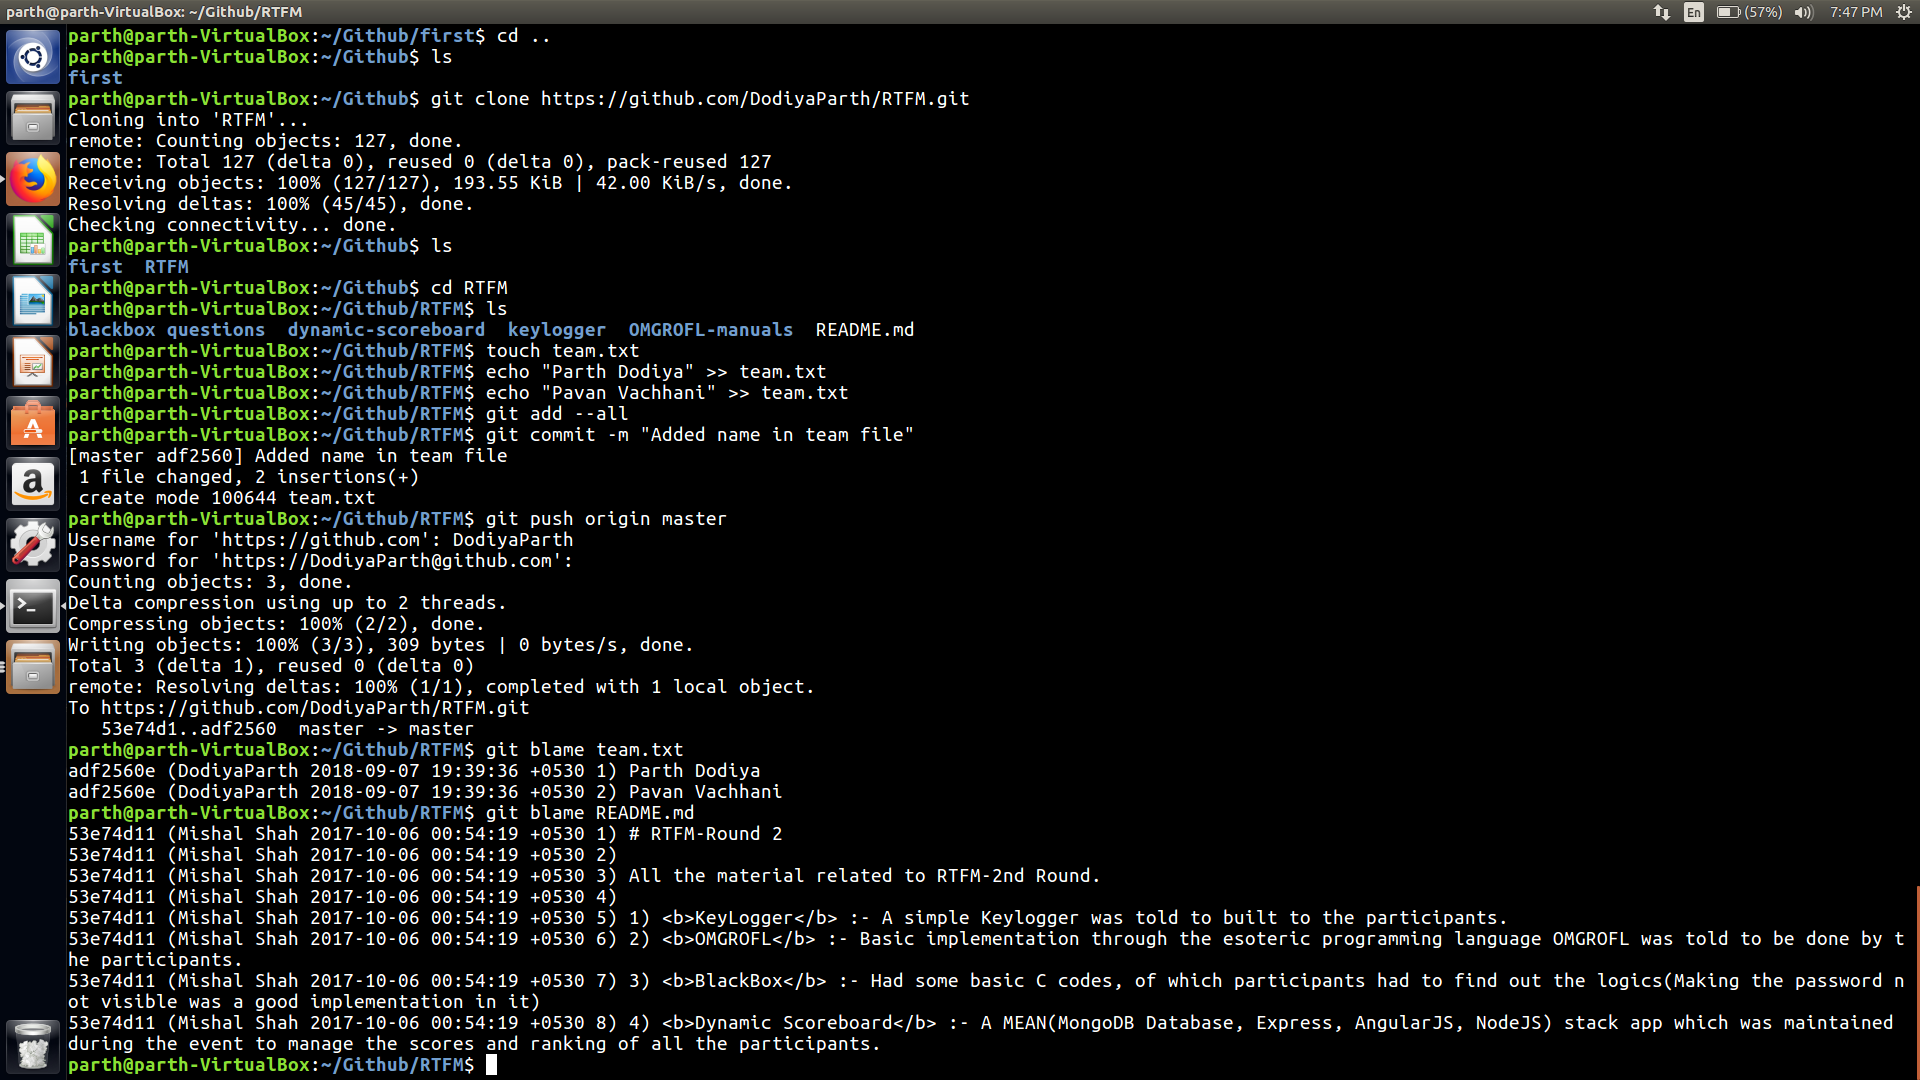 parth@parth-VirtualBox: ~/Github/RTFM
En (57%) 7:47 PM
parth@parth-VirtualBox:~/Github/first$ cd ..
parth@parth-VirtualBox:~/Github$ ls
first
parth@parth-VirtualBox:~/Github$ git clone https://github.com/DodiyaParth/RTFM.git
Cloning into 'RTFM'...
remote: Counting objects: 127, done.
remote: Total 127 (delta 0), reused 0 (delta 0), pack-reused 127
Receiving objects: 100% (127/127), 193.55 KiB | 42.00 KiB/s, done.
Resolving deltas: 100% (45/45), done.
Checking connectivity... done.
parth@parth-VirtualBox:~/Github$ ls
first  RTFM
parth@parth-VirtualBox:~/Github$ cd RTFM
parth@parth-VirtualBox:~/Github/RTFM$ ls
blackbox questions  dynamic-scoreboard  keylogger  OMGROFL-manuals  README.md
parth@parth-VirtualBox:~/Github/RTFM$ touch team.txt
parth@parth-VirtualBox:~/Github/RTFM$ echo "Parth Dodiya" >> team.txt
parth@parth-VirtualBox:~/Github/RTFM$ echo "Pavan Vachhani" >> team.txt
parth@parth-VirtualBox:~/Github/RTFM$ git add --all
parth@parth-VirtualBox:~/Github/RTFM$ git commit -m "Added name in team file"
[master adf2560] Added name in team file
 1 file changed, 2 insertions(+)
 create mode 100644 team.txt
parth@parth-VirtualBox:~/Github/RTFM$ git push origin master
Username for 'https://github.com': DodiyaParth
Password for 'https://DodiyaParth@github.com':
Counting objects: 3, done.
Delta compression using up to 2 threads.
Compressing objects: 100% (2/2), done.
Writing objects: 100% (3/3), 309 bytes | 0 bytes/s, done.
Total 3 (delta 1), reused 0 (delta 0)
remote: Resolving deltas: 100% (1/1), completed with 1 local object.
To https://github.com/DodiyaParth/RTFM.git
   53e74d1..adf2560  master -> master
parth@parth-VirtualBox:~/Github/RTFM$ git blame team.txt
adf2560e (DodiyaParth 2018-09-07 19:39:36 +0530 1) Parth Dodiya
adf2560e (DodiyaParth 2018-09-07 19:39:36 +0530 2) Pavan Vachhani
parth@parth-VirtualBox:~/Github/RTFM$ git blame README.md
53e74d11 (Mishal Shah 2017-10-06 00:54:19 +0530 1) # RTFM-Round 2
53e74d11 (Mishal Shah 2017-10-06 00:54:19 +0530 2)
53e74d11 (Mishal Shah 2017-10-06 00:54:19 +0530 3) All the material related to RTFM-2nd Round.
53e74d11 (Mishal Shah 2017-10-06 00:54:19 +0530 4)
53e74d11 (Mishal Shah 2017-10-06 00:54:19 +0530 5) 1) <b>KeyLogger</b> :- A simple Keylogger was told to built to the participants.
53e74d11 (Mishal Shah 2017-10-06 00:54:19 +0530 6) 2) <b>OMGROFL</b> :- Basic implementation through the esoteric programming language OMGROFL was told to be done by t
he participants.
53e74d11 (Mishal Shah 2017-10-06 00:54:19 +0530 7) 3) <b>BlackBox</b> :- Had some basic C codes, of which participants had to find out the logics(Making the password n
ot visible was a good implementation in it)
53e74d11 (Mishal Shah 2017-10-06 00:54:19 +0530 8) 4) <b>Dynamic Scoreboard</b> :- A MEAN(MongoDB Database, Express, AngularJS, NodeJS) stack app which was maintained
during the event to manage the scores and ranking of all the participants.
parth@parth-VirtualBox:~/Github/RTFM$